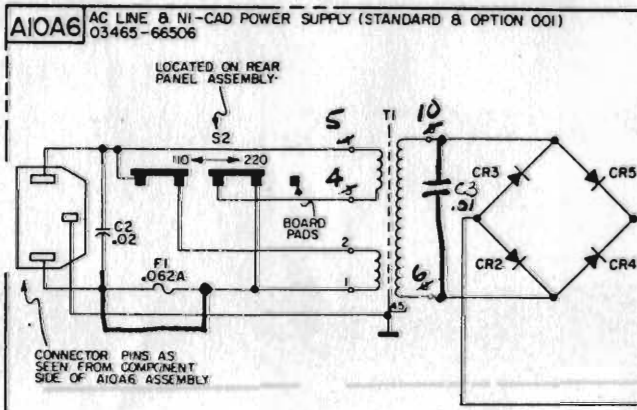 A10A6
AC LINE & NI-CAD POWER SUPPLY (STANDARD & OPTION 001)
03465-66506
LOCATED ON REAR
PANEL ASSEMBLY
S2
110
220
5
4
2
1
T1
10
6
C3
.01
CR3
CR5
CR2
CR4
C2
.02
F1
.062A
BOARD
PADS
CONNECTOR PINS AS
SEEN FROM COMPONENT
SIDE OF A10A6 ASSEMBLY